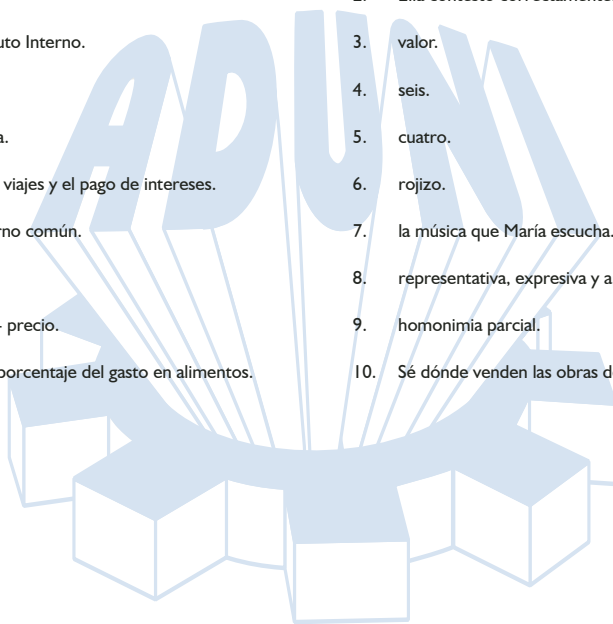 uto Interno.
a.
viajes y el pago de intereses.
rno común.
- precio.
porcentaje del gasto en alimentos.
2.
3. valor.
4. seis.
5. cuatro.
6. rojizo.
7. la música que María escucha.
8. representativa, expresiva y a
9. homonimia parcial.
10. Sé dónde venden las obras d
ADUNI